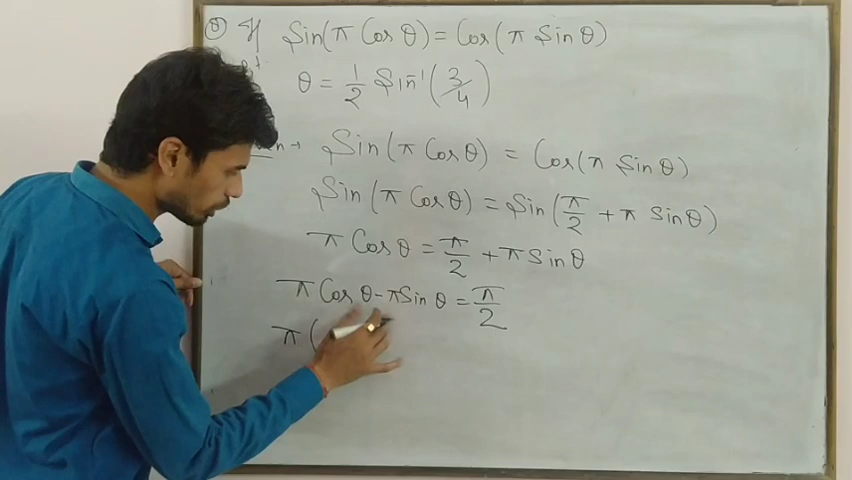 ⑧ If Sin(π Cos θ) = Cos(π Sin θ)
θ = 1/2 Sin⁻¹(3/4)
Sin(π Cos θ) = Cos(π Sin θ)
Sin(π Cos θ) = Sin(π/2 + π Sin θ)
π Cos θ = π/2 + π Sin θ
π Cos θ - π Sin θ = π/2
π (